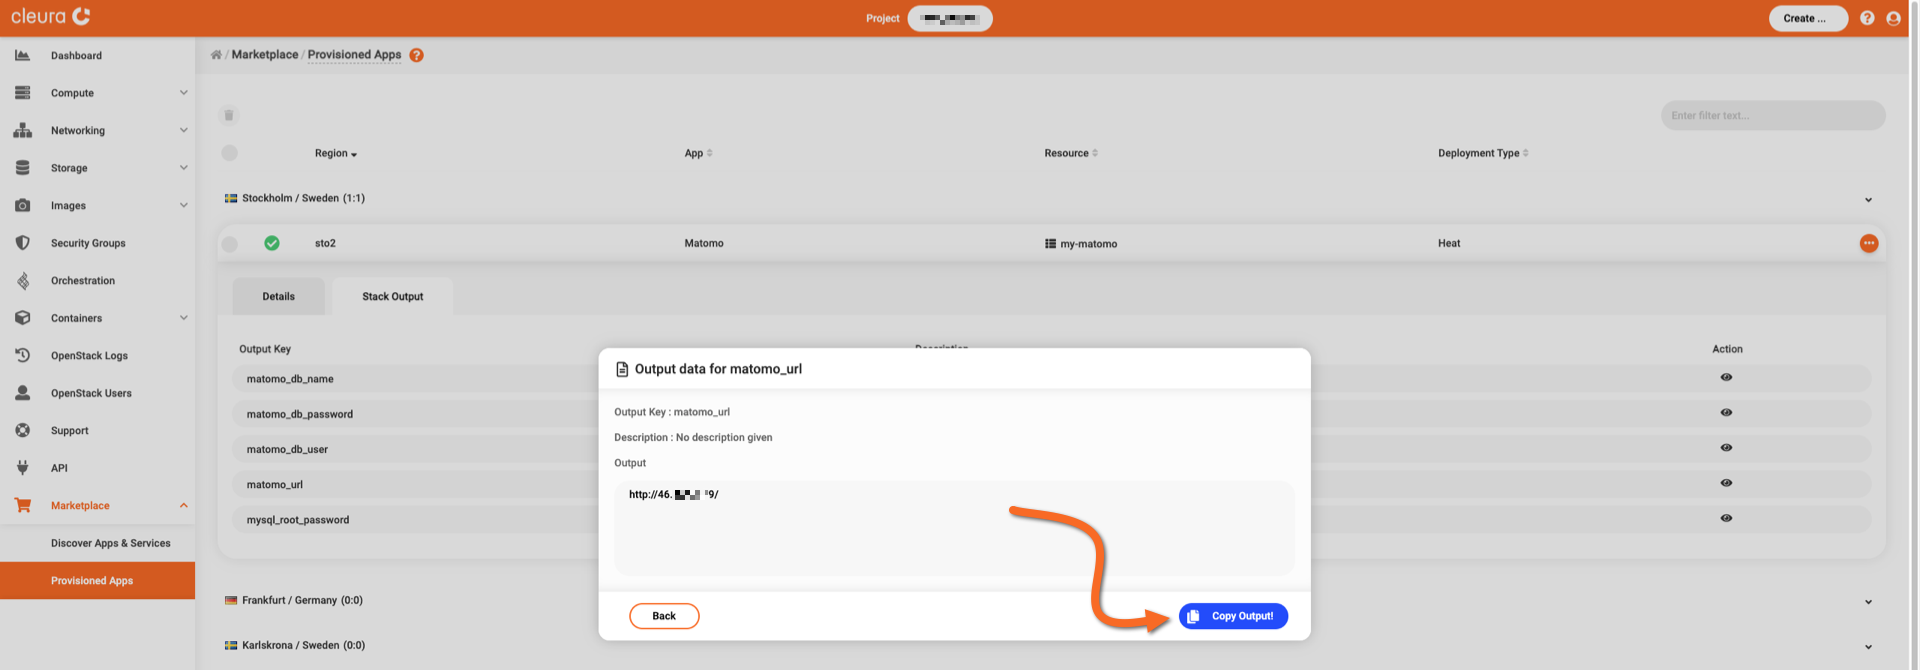 cleura
Project
Create ...
Dashboard
Compute
Networking
Storage
Images
Security Groups
Orchestration
Containers
OpenStack Logs
OpenStack Users
Support
API
Marketplace
Discover Apps & Services
Provisioned Apps
/ Marketplace / Provisioned Apps ?
Enter filter text...
Region App Resource Deployment Type
Stockholm / Sweden (1:1)
sto2 Matomo my-matomo Heat
Details Stack Output
Output Key Description Action
matomo_db_name
matomo_db_password
matomo_db_user
matomo_url
mysql_root_password
Output data for matomo_url
Output Key : matomo_url
Description : No description given
Output
http://46. 9/
Back Copy Output!
Frankfurt / Germany (0:0)
Karlskrona / Sweden (0:0)